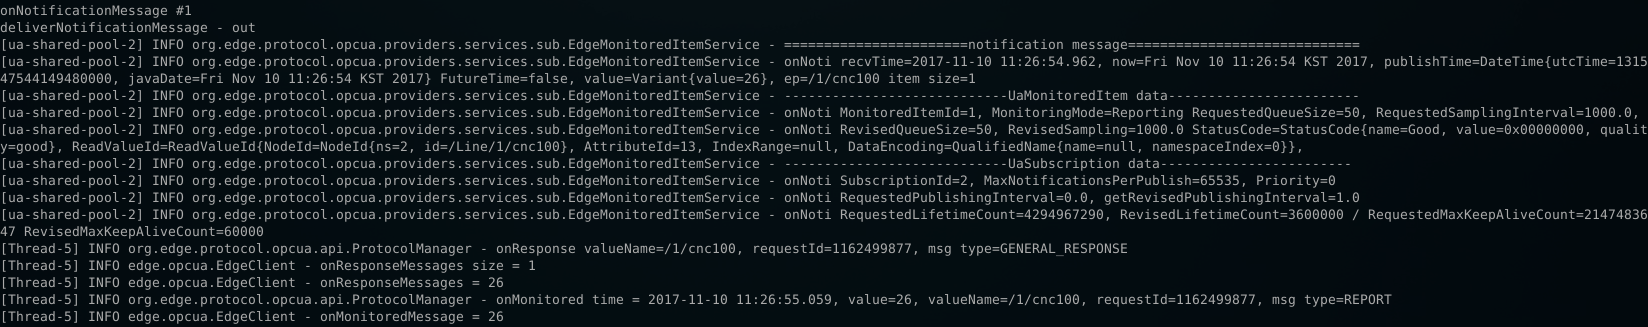 onNotificationMessage #1
deliverNotificationMessage - out
[ua-shared-pool-2] INFO org.edge.protocol.opcua.providers.services.sub.EdgeMonitoredItemService - =======================notification message=============================
[ua-shared-pool-2] INFO org.edge.protocol.opcua.providers.services.sub.EdgeMonitoredItemService - onNoti recvTime=2017-11-10 11:26:54.962, now=Fri Nov 10 11:26:54 KST 2017, publishTime=DateTime{utcTime=1315
47544149480000, javaDate=Fri Nov 10 11:26:54 KST 2017} FutureTime=false, value=Variant{value=26}, ep=/1/cnc100 item size=1
[ua-shared-pool-2] INFO org.edge.protocol.opcua.providers.services.sub.EdgeMonitoredItemService - ----------------------------UaMonitoredItem data------------------------
[ua-shared-pool-2] INFO org.edge.protocol.opcua.providers.services.sub.EdgeMonitoredItemService - onNoti MonitoredItemId=1, MonitoringMode=Reporting RequestedQueueSize=50, RequestedSamplingInterval=1000.0,
[ua-shared-pool-2] INFO org.edge.protocol.opcua.providers.services.sub.EdgeMonitoredItemService - onNoti RevisedQueueSize=50, RevisedSampling=1000.0 StatusCode=StatusCode{name=Good, value=0x00000000, qualit
y=good}, ReadValueId=ReadValueId{NodeId=NodeId{ns=2, id=/Line/1/cnc100}, AttributeId=13, IndexRange=null, DataEncoding=QualifiedName{name=null, namespaceIndex=0}},
[ua-shared-pool-2] INFO org.edge.protocol.opcua.providers.services.sub.EdgeMonitoredItemService - ----------------------------UaSubscription data-----------------------
[ua-shared-pool-2] INFO org.edge.protocol.opcua.providers.services.sub.EdgeMonitoredItemService - onNoti SubscriptionId=2, MaxNotificationsPerPublish=65535, Priority=0
[ua-shared-pool-2] INFO org.edge.protocol.opcua.providers.services.sub.EdgeMonitoredItemService - onNoti RequestedPublishingInterval=0.0, getRevisedPublishingInterval=1.0
[ua-shared-pool-2] INFO org.edge.protocol.opcua.providers.services.sub.EdgeMonitoredItemService - onNoti RequestedLifetimeCount=4294967290, RevisedLifetimeCount=3600000 / RequestedMaxKeepAliveCount=21474836
47 RevisedMaxKeepAliveCount=60000
[Thread-5] INFO org.edge.protocol.opcua.api.ProtocolManager - onResponse valueName=/1/cnc100, requestId=1162499877, msg type=GENERAL_RESPONSE
[Thread-5] INFO edge.opcua.EdgeClient - onResponseMessages size = 1
[Thread-5] INFO edge.opcua.EdgeClient - onResponseMessages = 26
[Thread-5] INFO org.edge.protocol.opcua.api.ProtocolManager - onMonitored time = 2017-11-10 11:26:55.059, value=26, valueName=/1/cnc100, requestId=1162499877, msg type=REPORT
[Thread-5] INFO edge.opcua.EdgeClient - onMonitoredMessage = 26